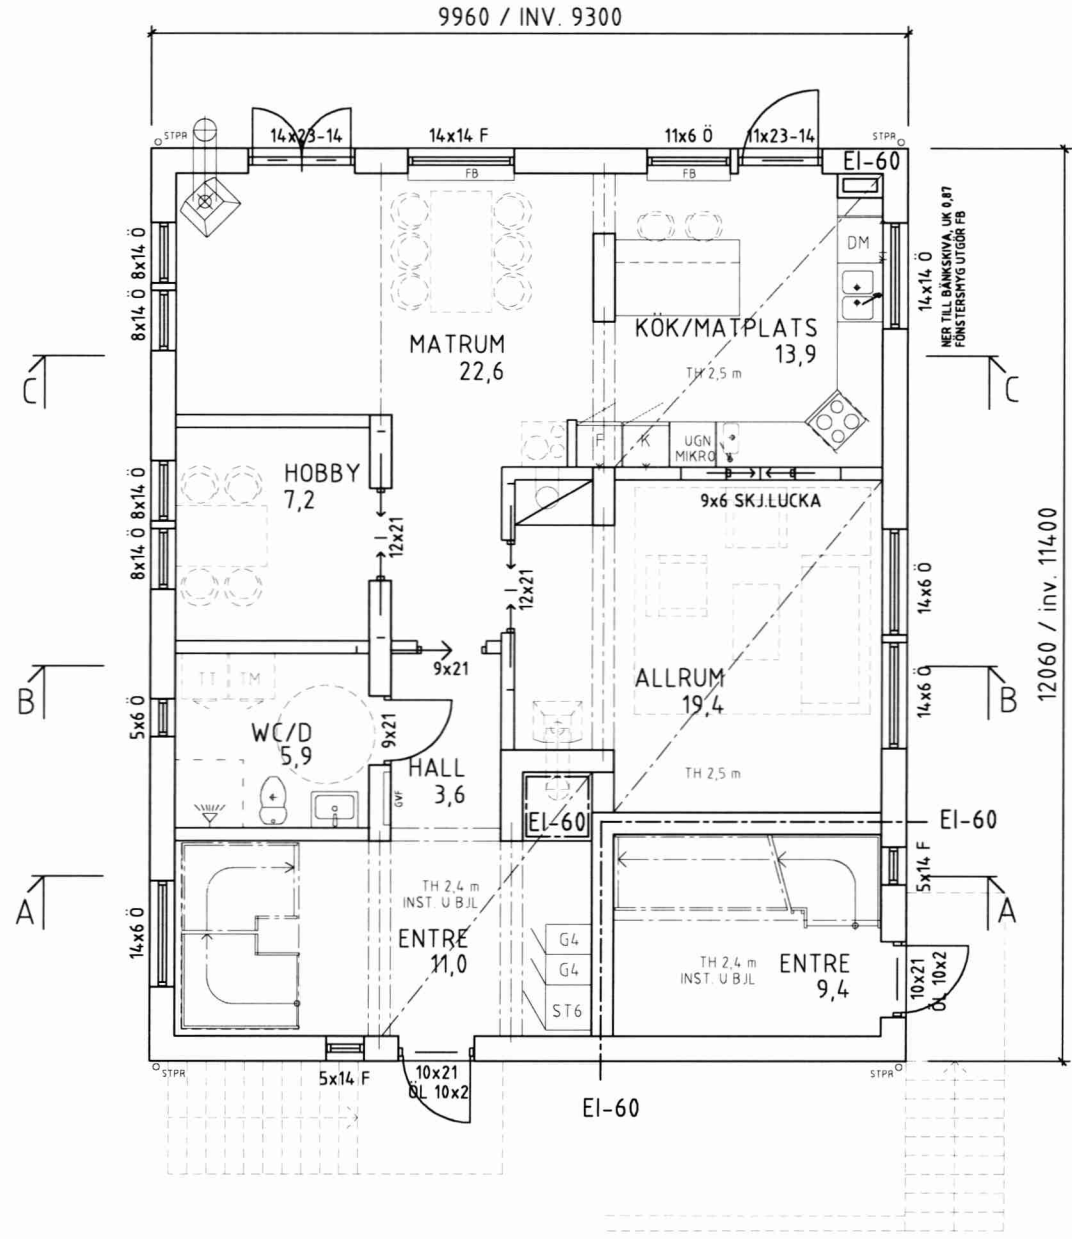 9960 / INV. 9300
STPR
14x23-14
14x14 F
11x6 Ö
11x23-14
STPR
EI-60
FB
FB
8x14 Ö
8x14 Ö
DM
14x14 Ö
NER TILL BÄNKSKIVA, UK 0,87
FÖNSTERSMYG UTGÖR FB
MATRUM
22,6
KÖK/MATPLATS
13,9
TH 2,5 m
C
C
F
K
UGN
MIKRO
HOBBY
7,2
8x14 Ö
8x14 Ö
12x21
12x21
9x6 SKJ.LUCKA
14x6 Ö
12060 / inv. 11400
9x21
B
B
TT
TM
ALLRUM
19,4
14x6 Ö
5x6 Ö
WC/D
5,9
9x21
HALL
3,6
GVF
TH 2,5 m
EI-60
EI-60
5x14 F
A
A
14x6 Ö
TH 2,4 m
INST. U BJL
ENTRE
11,0
G4
G4
ST6
TH 2,4 m
INST. U BJL
ENTRE
9,4
10x21
ÖL 10x2
STPR
5x14 F
10x21
ÖL 10x2
STPR
EI-60